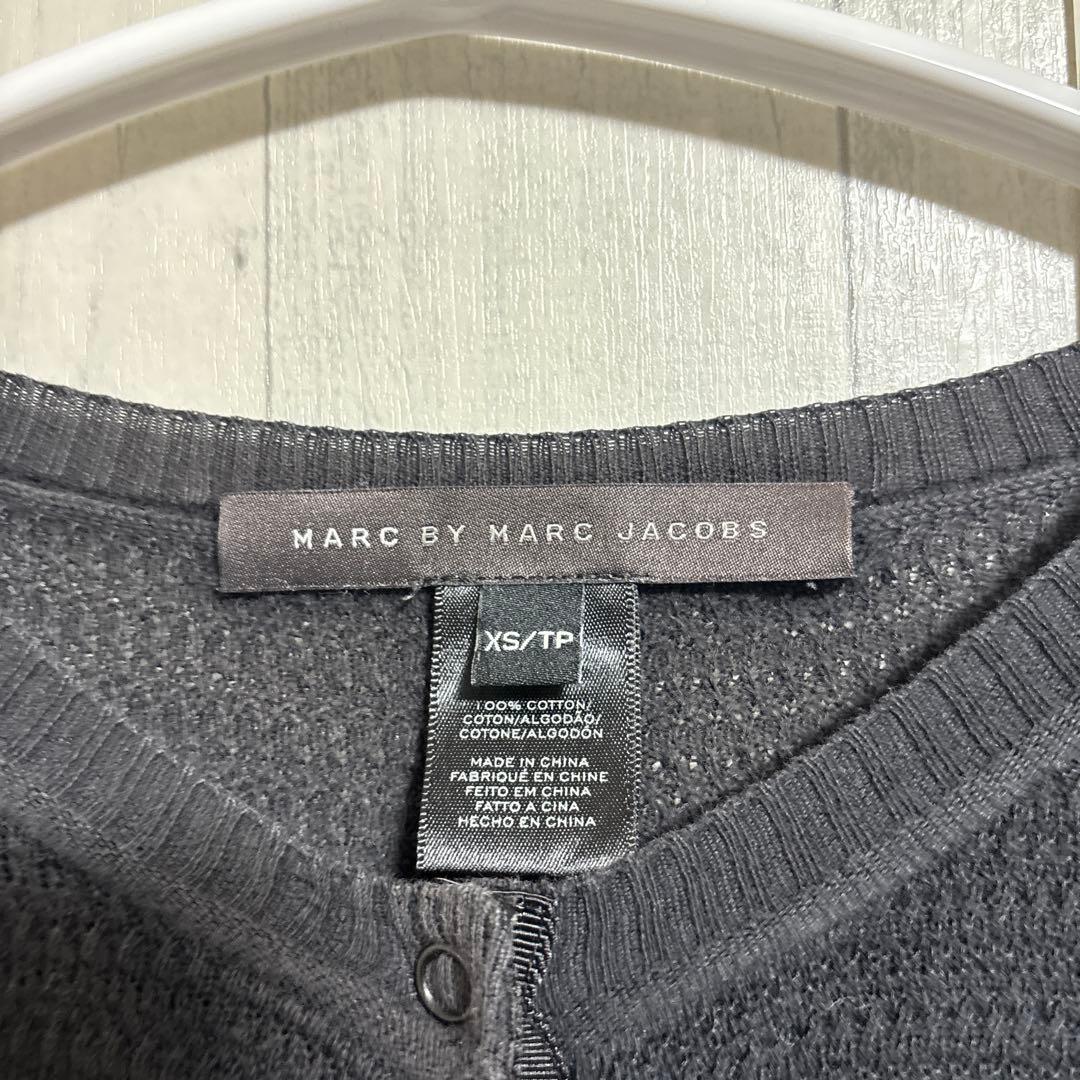 MARC BY MARC JACOBS
XS/TP
100% COTTON/
COTON/ALGODÃO/
COTONE/ALGODÓN
MADE IN CHINA
FABRIQUÉ EN CHINE
FEITO EM CHINA
FATTO A CINA
HECHO EN CHINA